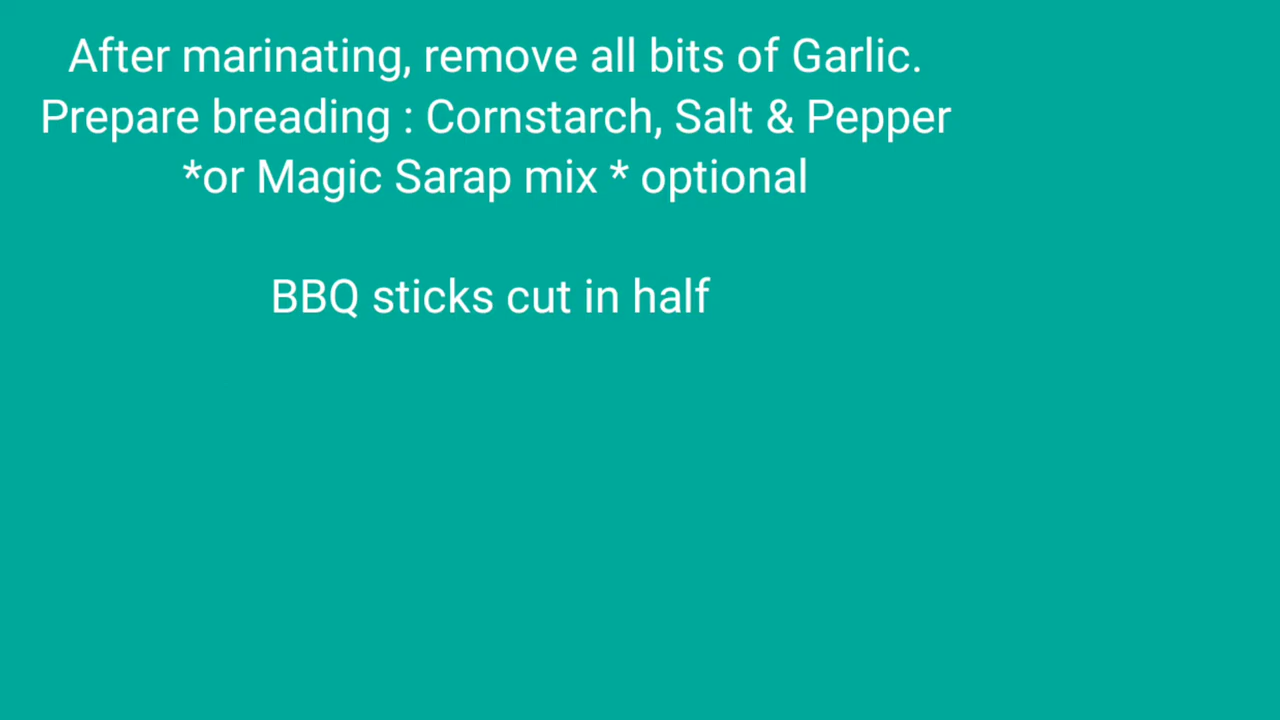 After marinating, remove all bits of Garlic.
Prepare breading : Cornstarch, Salt & Pepper
*or Magic Sarap mix * optional
BBQ sticks cut in half